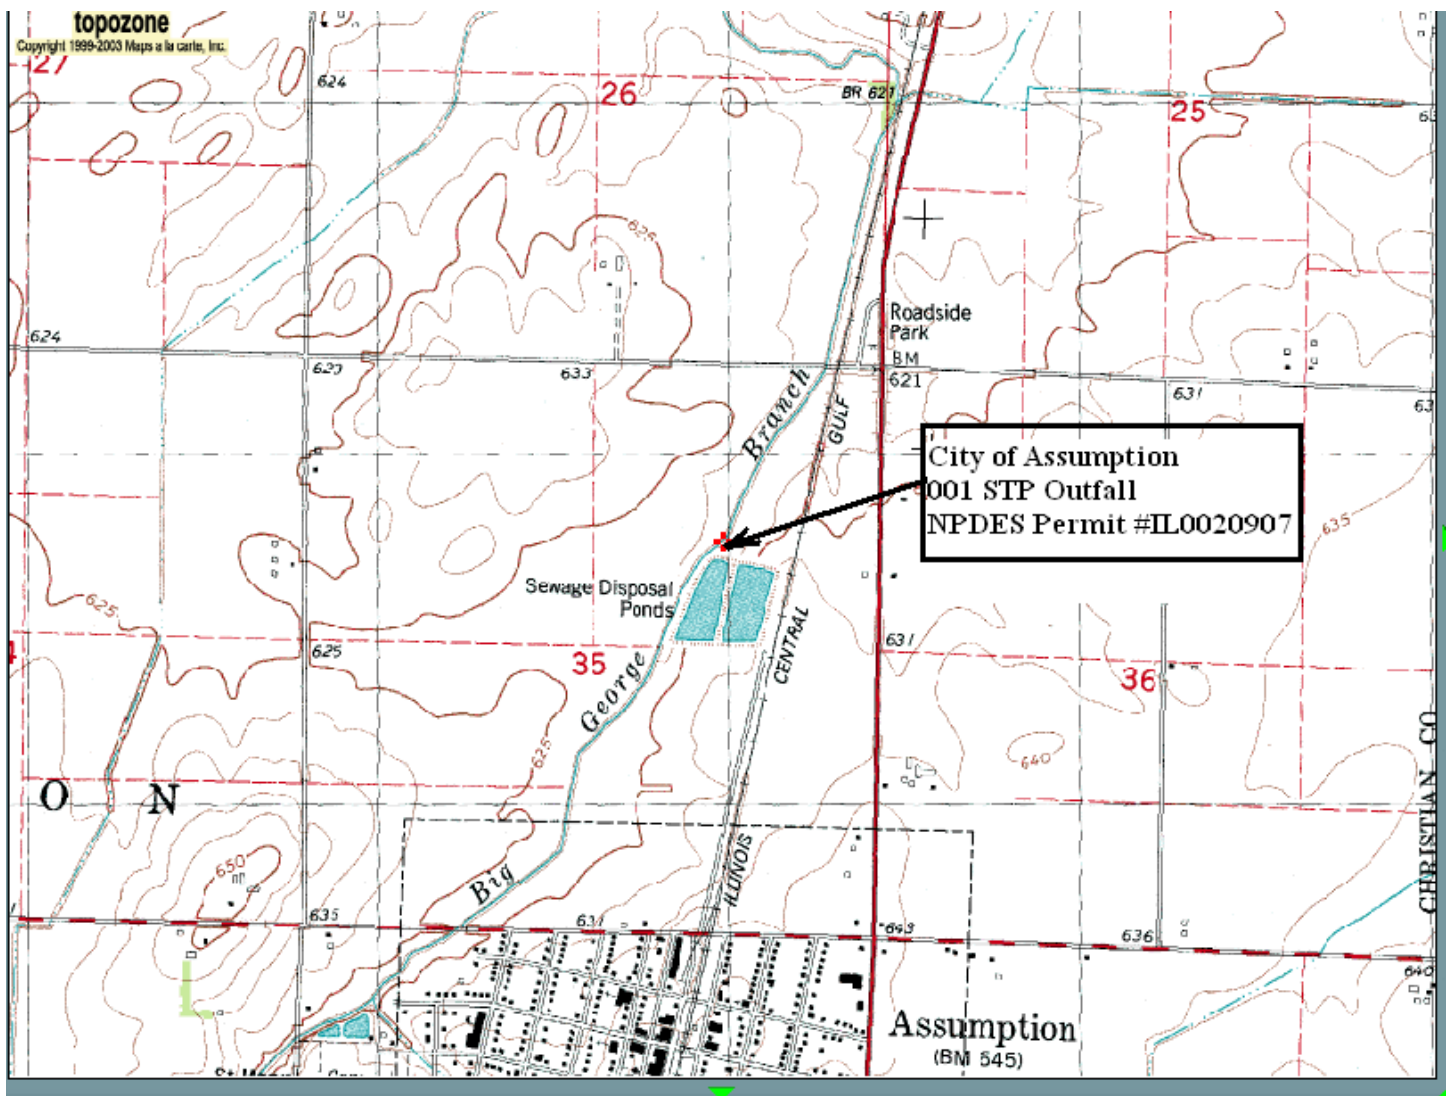 topozone
Copyright 1999-2003 Maps a la carte, Inc.
27
624
26
BR 621
25
625
Roadside
Park
BM
621
624
620
633
631
63
Branch
GULF
City of Assumption
001 STP Outfall
NPDES Permit #IL0020907
635
Sewage Disposal
Ponds
625
CENTRAL
631
625
35
36
George
625
640
CHRISTIAN CO
O N
650
ILLINOIS
Big
635
631
643
636
640
Assumption
(BM 545)